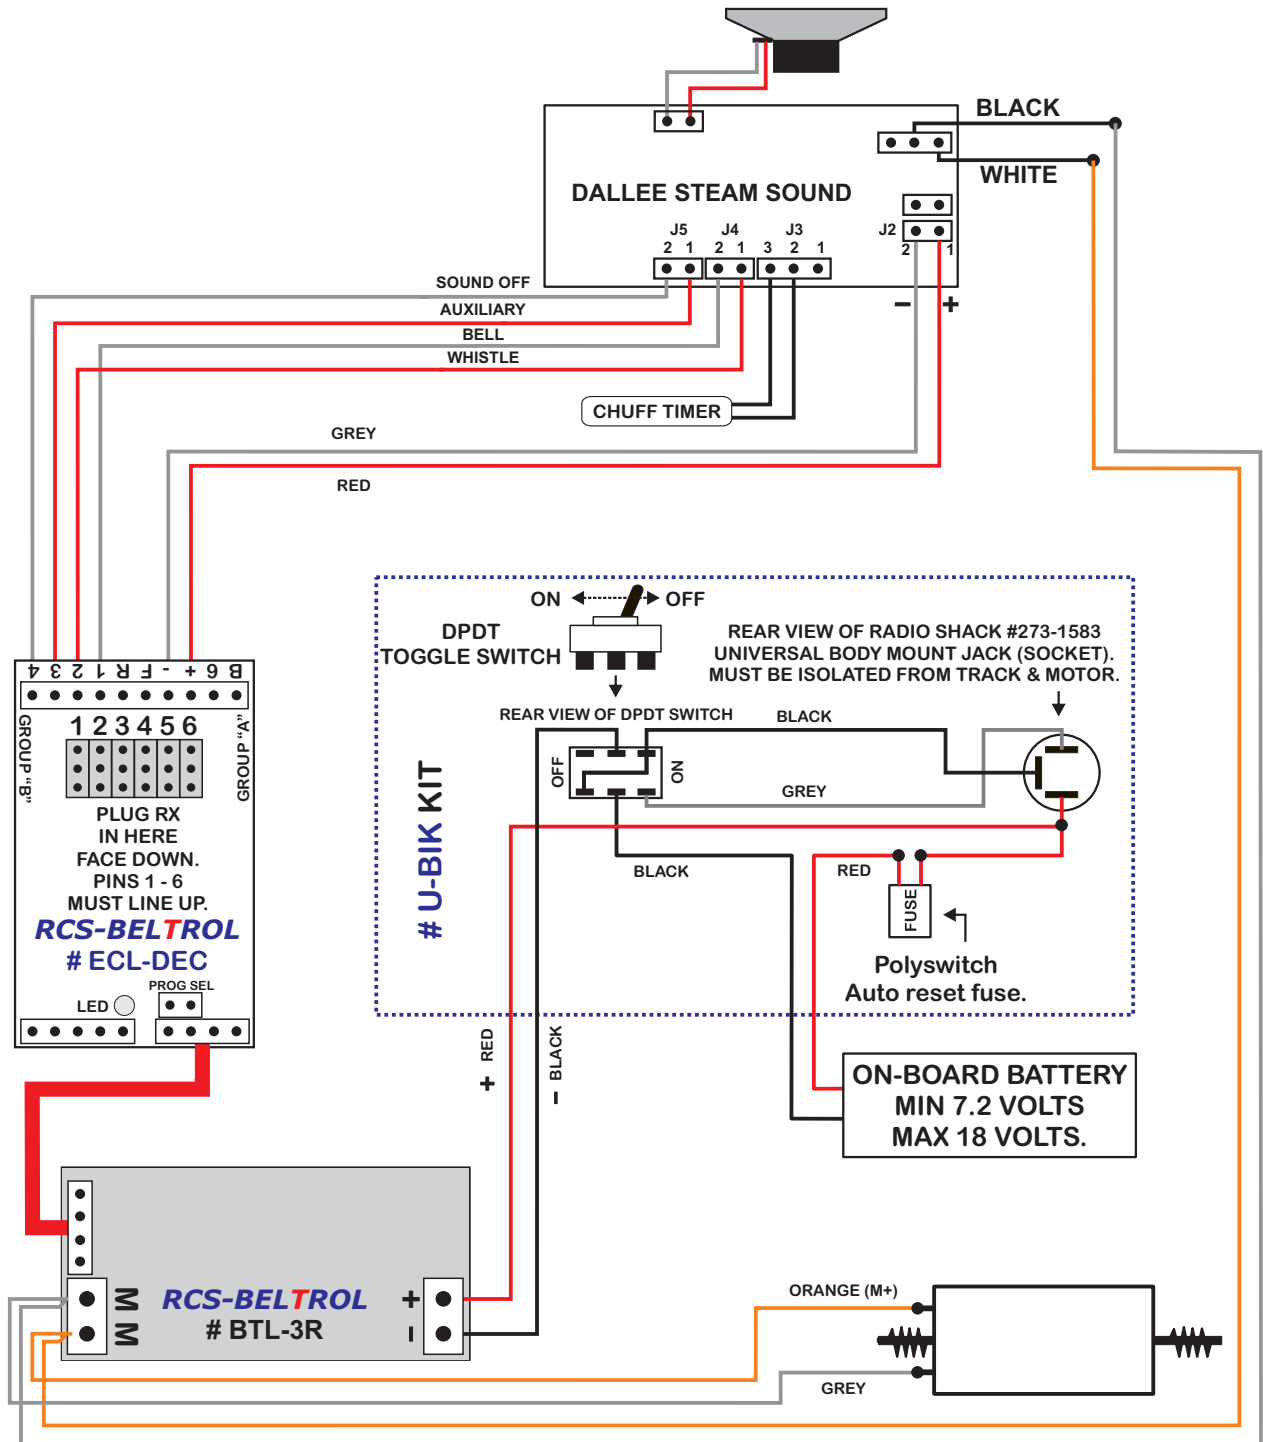 BLACK
WHITE
DALLEE STEAM SOUND
J5 J4 J3 J2
2 1 2 1 3 2 1 2 1
SOUND OFF
− +
AUXILIARY
BELL
WHISTLE
CHUFF TIMER
GREY
RED
ON OFF
DPDT
TOGGLE SWITCH
REAR VIEW OF RADIO SHACK #273-1583
UNIVERSAL BODY MOUNT JACK (SOCKET).
MUST BE ISOLATED FROM TRACK & MOTOR.
REAR VIEW OF DPDT SWITCH
BLACK
OFF
ON
GREY
BLACK
RED
FUSE
Polyswitch
Auto reset fuse.
# U-BIK KIT
4 3 2 1 R F - + 6 B
GROUP "B"
GROUP "A"
1 2 3 4 5 6
PLUG RX
IN HERE
FACE DOWN.
PINS 1 - 6
MUST LINE UP.
RCS-BELTROL
# ECL-DEC
PROG SEL
LED
+ RED
− BLACK
ON-BOARD BATTERY
MIN 7.2 VOLTS
MAX 18 VOLTS.
M
M
RCS-BELTROL
# BTL-3R
+
−
ORANGE (M+)
GREY